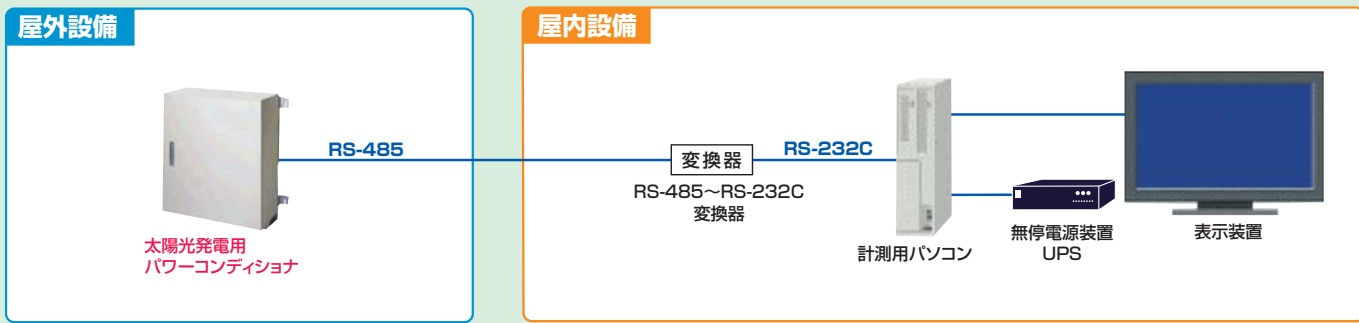 屋外設備
屋内設備
RS-485
変換器
RS-232C
RS-485～RS-232C
変換器
太陽光発電用
パワーコンディショナ
計測用パソコン
無停電源装置
UPS
表示装置